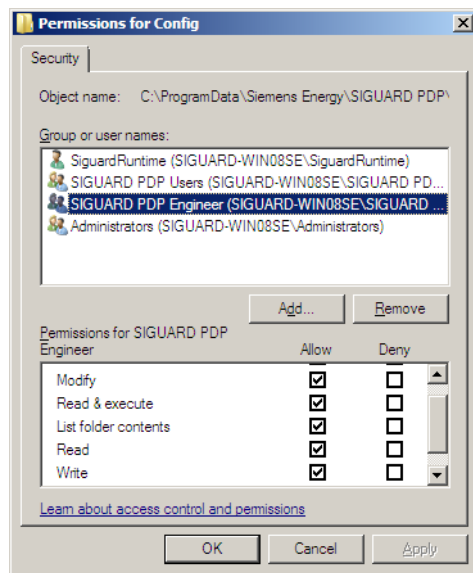 Permissions for Config
Security
Object name: C:\ProgramData\Siemens Energy\SIGUARD PDP\
Group or user names:
SiguardRuntime (SIGUARD-WIN08SE\SiguardRuntime)
SIGUARD PDP Users (SIGUARD-WIN08SE\SIGUARD PD...
SIGUARD PDP Engineer (SIGUARD-WIN08SE\SIGUARD ...
Administrators (SIGUARD-WIN08SE\Administrators)
Add... Remove
Permissions for SIGUARD PDP
Engineer Allow Deny
Modify
Read & execute
List folder contents
Read
Write
Learn about access control and permissions
OK Cancel Apply